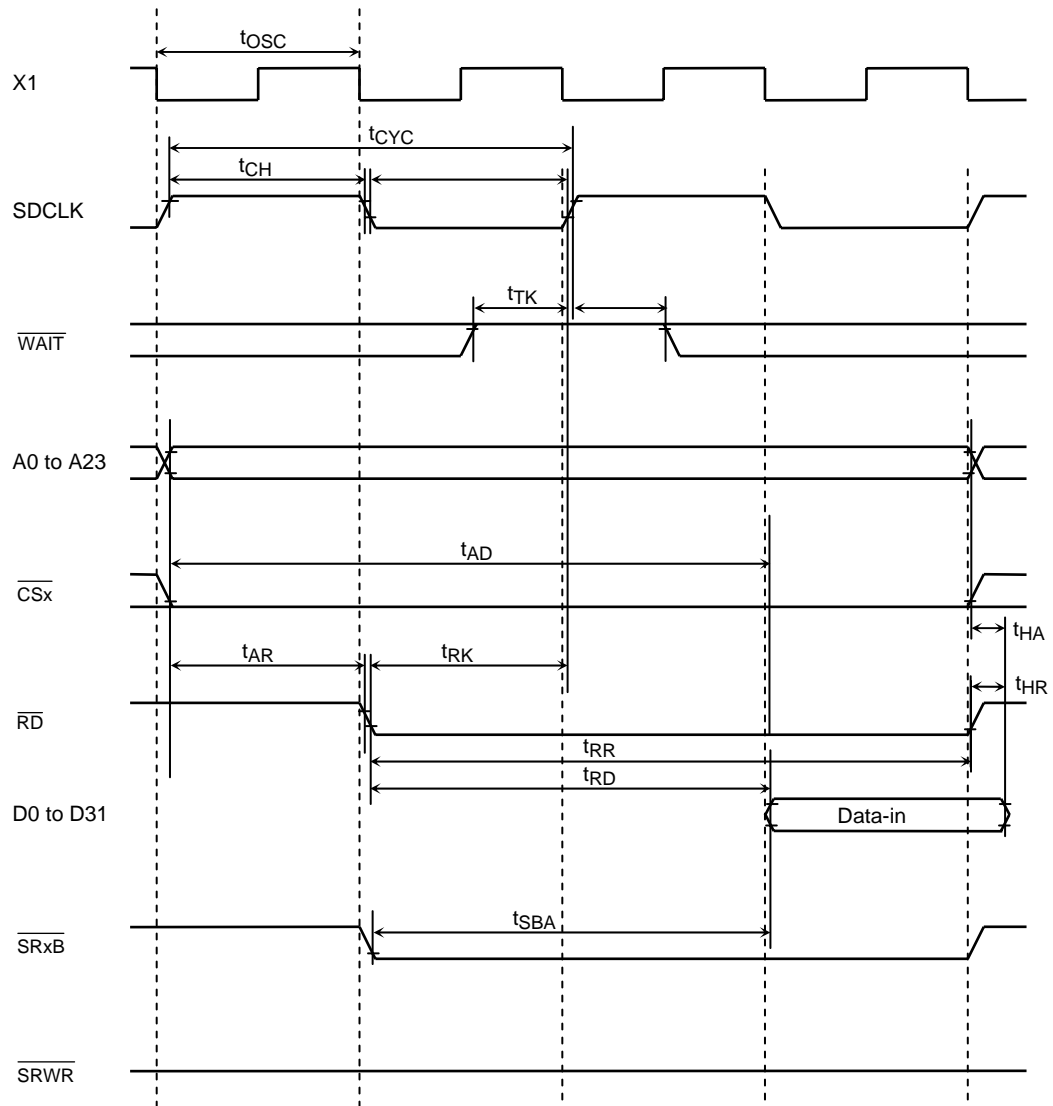 tOSC
X1
tCYC
tCH
SDCLK
tTK
WAIT
A0 to A23
tAD
CSx
tHA
tAR
tRK
tHR
RD
tRR
tRD
D0 to D31
Data-in
tSBA
SRxB
SRWR